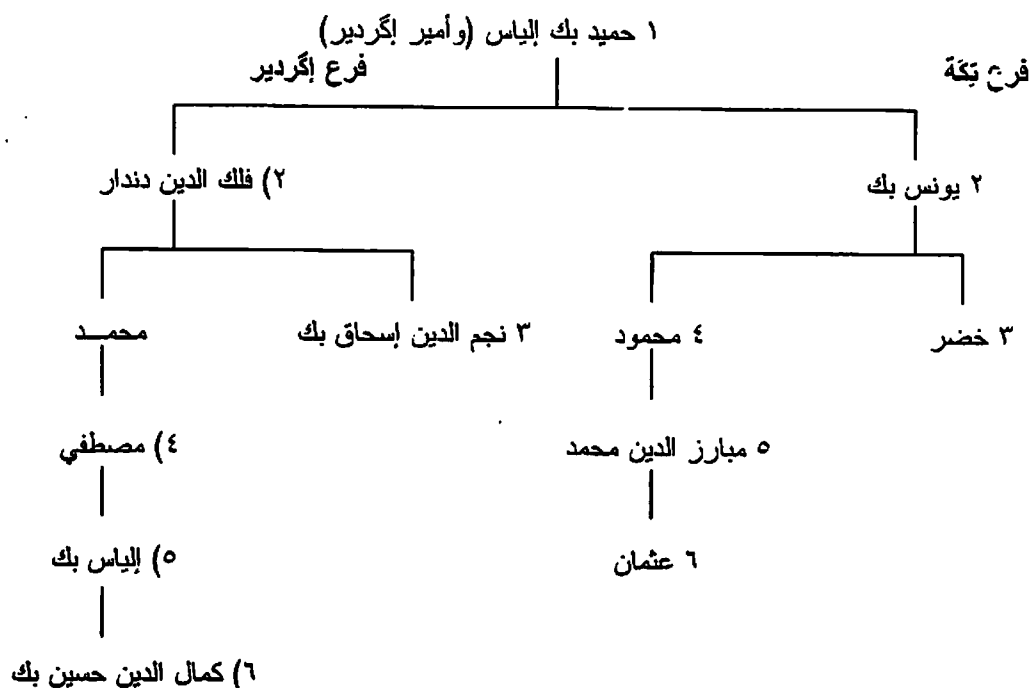 ١ حميد بك إلياس (وأمير إگردير)
فرع تِكَة
فرع إگردير
٢ يونس بك
٢) فلك الدين دندار
٣ خضر
٤ محمود
٣ نجم الدين إسحاق بك
محمـــد
٥ مبارز الدين محمد
٤) مصطفي
٦ عثمان
٥) إلياس بك
٦) كمال الدين حسين بك